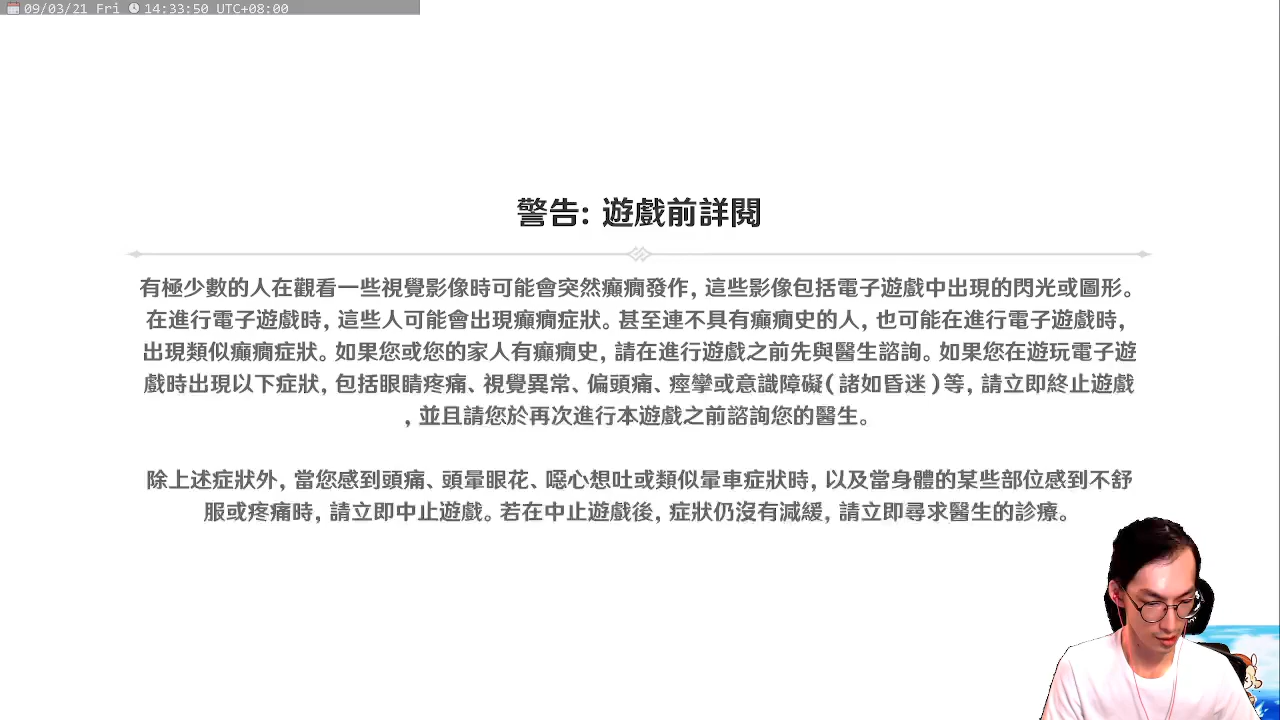 09/03/21 Fri 14:33:50 UTC+08:00
警告: 遊戲前詳閱
有極少數的人在觀看一些視覺影像時可能會突然癲癇發作, 這些影像包括電子遊戲中出現的閃光或圖形。
在進行電子遊戲時, 這些人可能會出現癲癇症狀。甚至連不具有癲癇史的人, 也可能在進行電子遊戲時,
出現類似癲癇症狀。如果您或您的家人有癲癇史, 請在進行遊戲之前先與醫生諮詢。如果您在遊玩電子遊
戲時出現以下症狀, 包括眼睛疼痛、視覺異常、偏頭痛、痙攣或意識障礙(諸如昏迷)等, 請立即終止遊戲
, 並且請您於再次進行本遊戲之前諮詢您的醫生。
除上述症狀外, 當您感到頭痛、頭暈眼花、噁心想吐或類似暈車症狀時, 以及當身體的某些部位感到不舒
服或疼痛時, 請立即中止遊戲。若在中止遊戲後, 症狀仍沒有減緩, 請立即尋求醫生的診療。